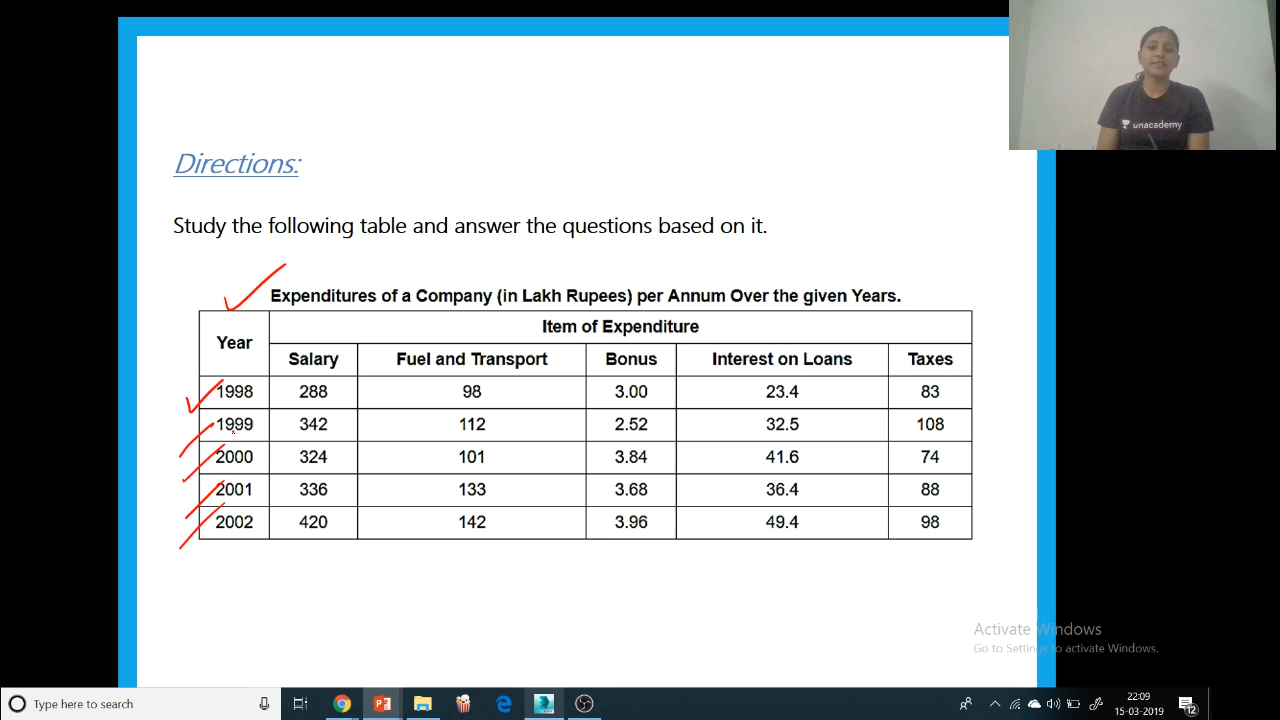 unacademy
Directions:
Study the following table and answer the questions based on it.
Expenditures of a Company (in Lakh Rupees) per Annum Over the given Years.
Year Item of Expenditure
Salary Fuel and Transport Bonus Interest on Loans Taxes
1998 288 98 3.00 23.4 83
1999 342 112 2.52 32.5 108
2000 324 101 3.84 41.6 74
2001 336 133 3.68 36.4 88
2002 420 142 3.96 49.4 98
Activate Windows
Go to Settings to activate Windows.
Type here to search
22:09
15-03-2019
12